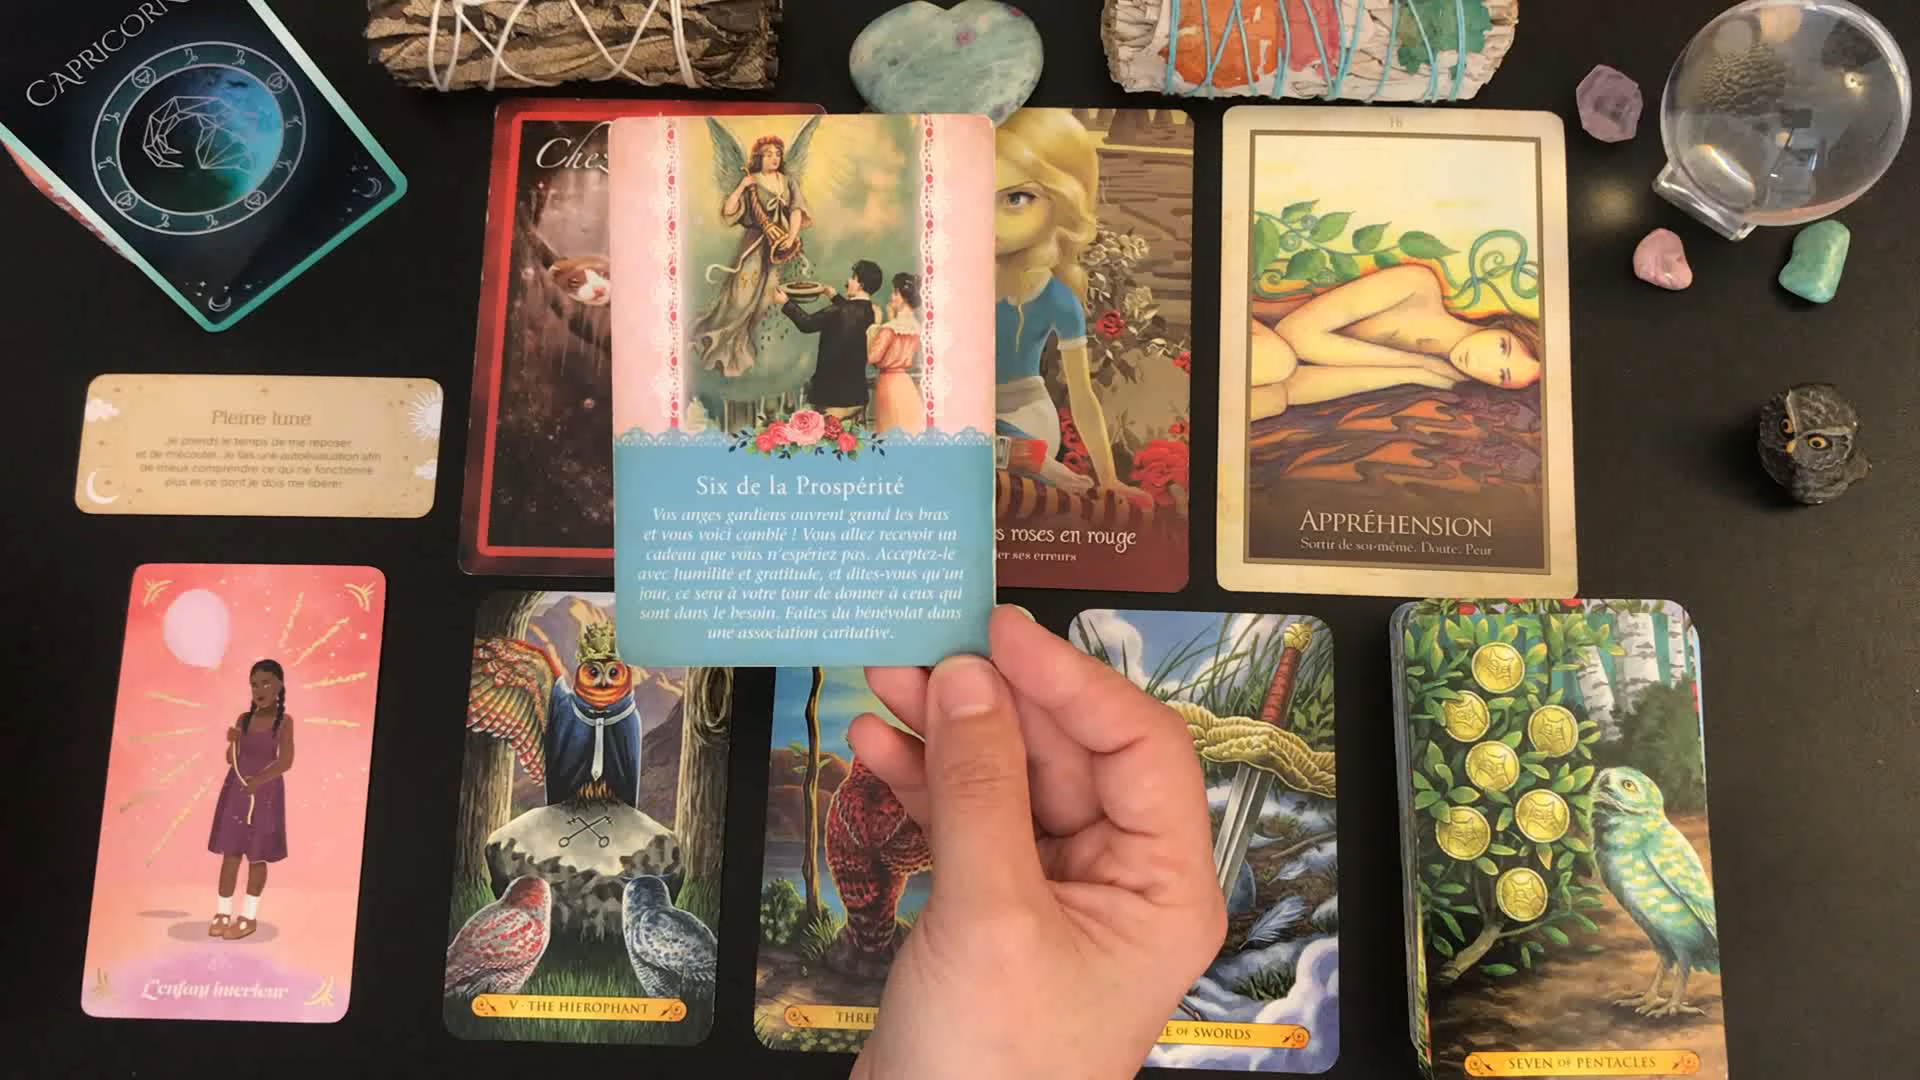 CAPRICORN
Chez
18
Pleine lune
Je prends le temps de me reposer
et de m'écouter. Je fais une autoévaluation afin
de mieux comprendre ce qui ne fonctionne
plus et ce dont je dois me libérer.
Six de la Prospérité
Vos anges gardiens ouvrent grand les bras
et vous voici comblé ! Vous allez recevoir un
cadeau que vous n'espériez pas. Acceptez-le
avec humilité et gratitude, et dites-vous qu'un
jour, ce sera à votre tour de donner à ceux qui
sont dans le besoin. Faites du bénévolat dans
une association caritative.
s roses en rouge
er ses erreurs
APPRÉHENSION
Sortir de soi-même. Doute. Peur
L'enfant intérieur
V · THE HIEROPHANT
THREE
E OF SWORDS
SEVEN OF PENTACLES